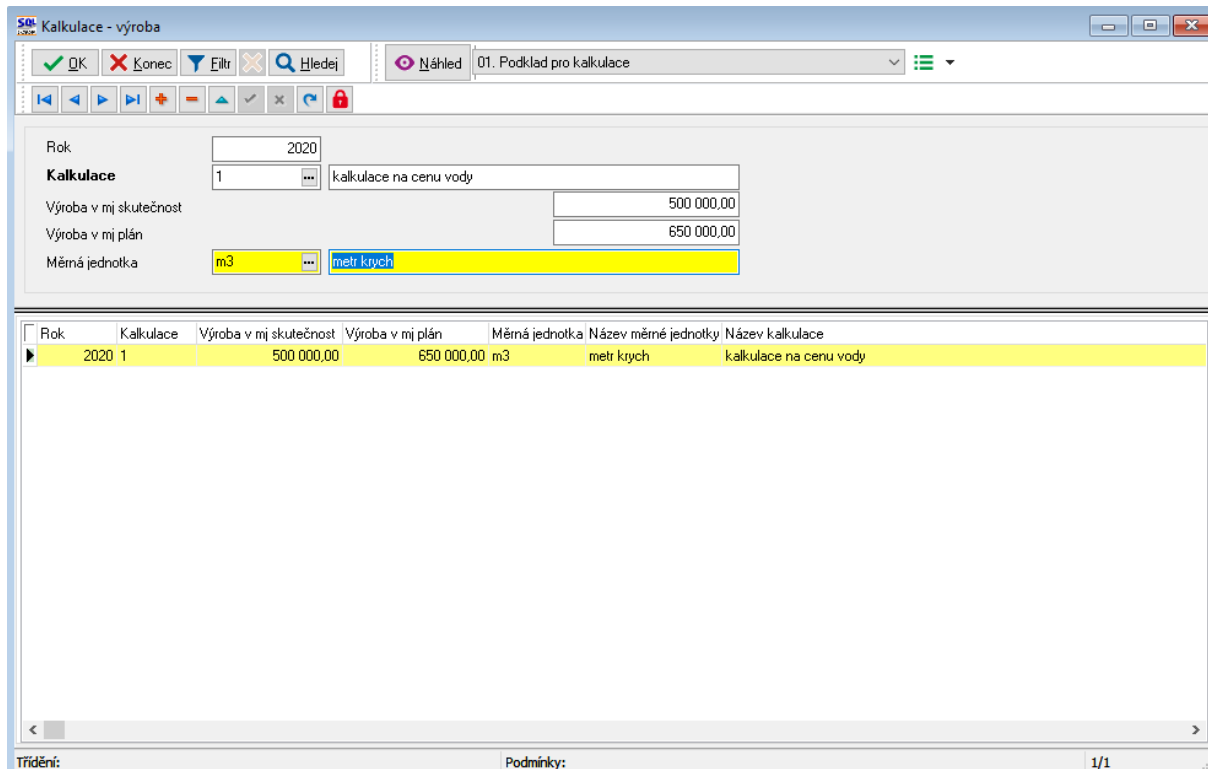 SQL Kalkulace - výroba
OK Konec Filtr Hledej Náhled 01. Podklad pro kalkulace
Rok 2020
Kalkulace 1 ... kalkulace na cenu vody
Výroba v mj skutečnost 500 000,00
Výroba v mj plán 650 000,00
Měrná jednotka m3 ... metr krych
Rok Kalkulace Výroba v mj skutečnost Výroba v mj plán Měrná jednotka Název měrné jednotky Název kalkulace
2020 1 500 000,00 650 000,00 m3 metr krych kalkulace na cenu vody
Třídění: Podmínky: 1/1